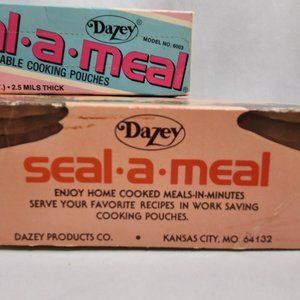 Dazey
al·a·meal®
MODEL NO. 6003
ABLE COOKING POUCHES
.) • 2.5 MILS THICK
Dazey
seal·a·meal®
ENJOY HOME COOKED MEALS-IN-MINUTES
SERVE YOUR FAVORITE RECIPES IN WORK SAVING
COOKING POUCHES.
DAZEY PRODUCTS CO. • KANSAS CITY, MO 64132